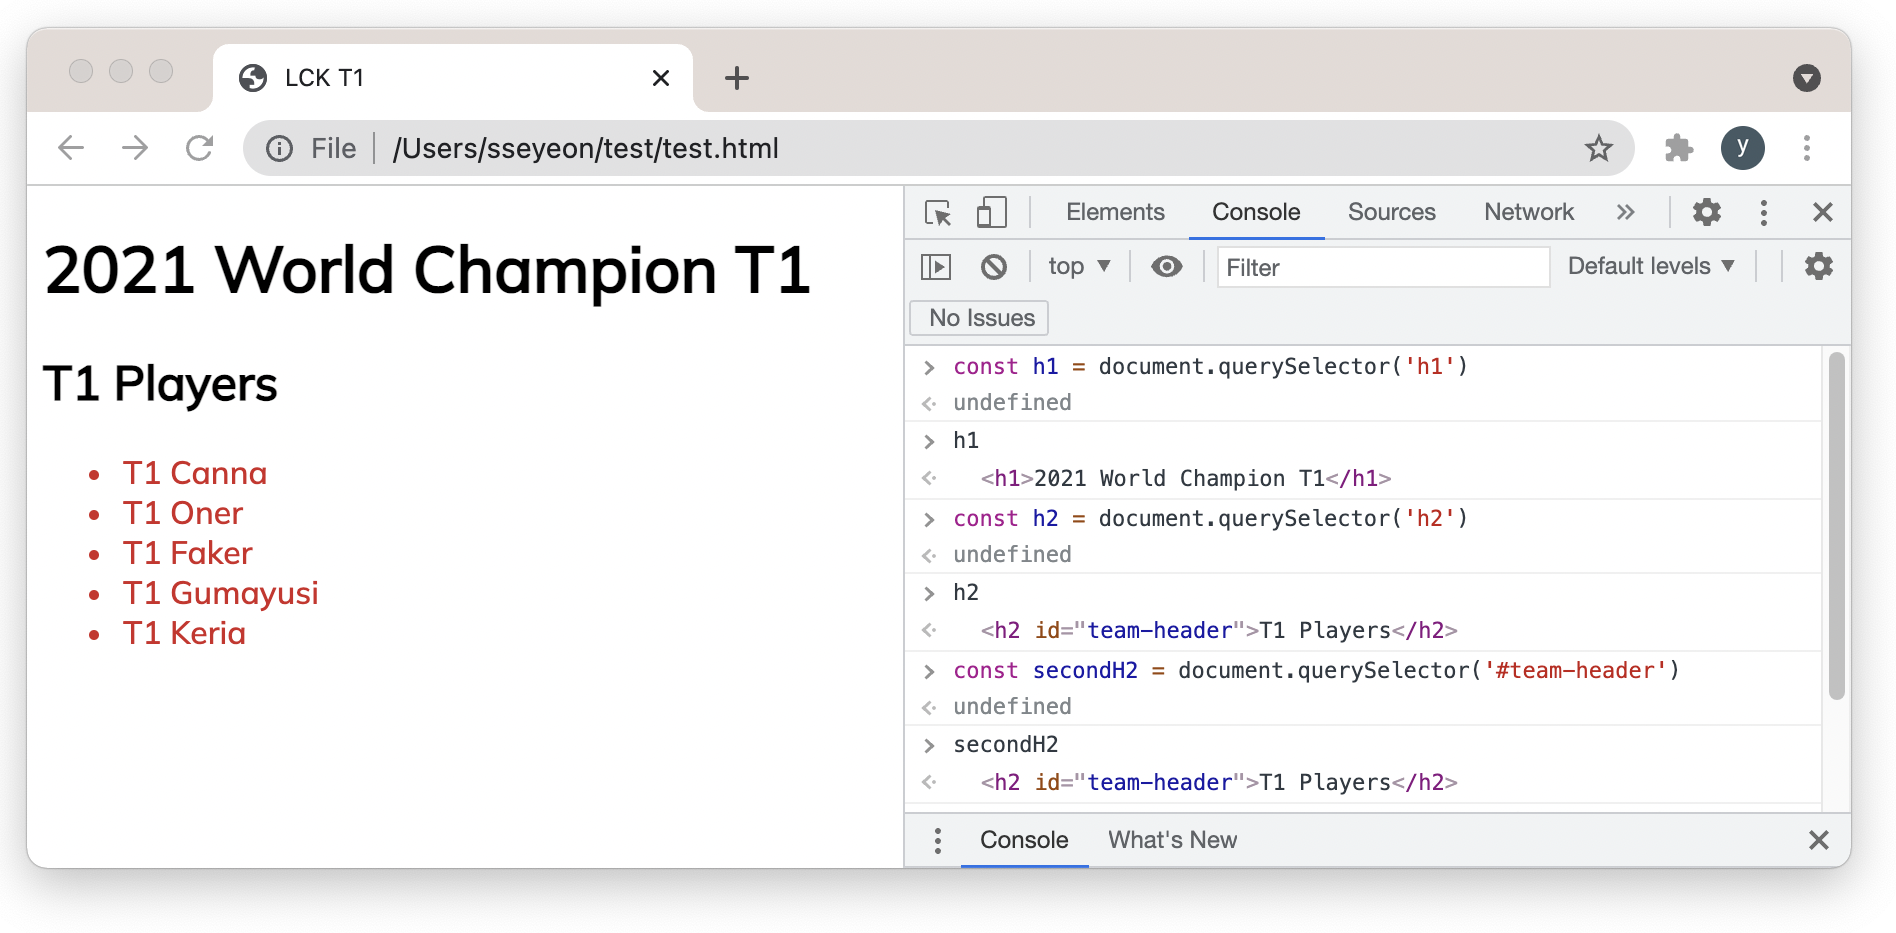 LCK T1
File /Users/sseyeon/test/test.html
y
2021 World Champion T1
T1 Players
T1 Canna
T1 Oner
T1 Faker
T1 Gumayusi
T1 Keria
Elements Console Sources Network
top Filter Default levels
No Issues
const h1 = document.querySelector('h1')
undefined
h1
<h1>2021 World Champion T1</h1>
const h2 = document.querySelector('h2')
undefined
h2
<h2 id="team-header">T1 Players</h2>
const secondH2 = document.querySelector('#team-header')
undefined
secondH2
<h2 id="team-header">T1 Players</h2>
Console What's New